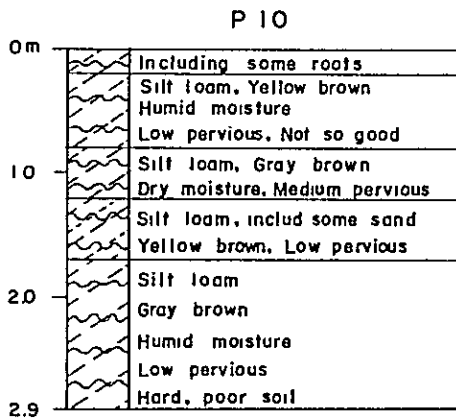 P 10
0 m
Including some roots
Silt loam, Yellow brown
Humid moisture
Low pervious, Not so good
1 0
Silt loam, Gray brown
Dry moisture, Medium pervious
Silt loam, includ some sand
Yellow brown, Low pervious
2.0
Silt loam
Gray brown
Humid moisture
Low pervious
Hard, poor soil
2.9